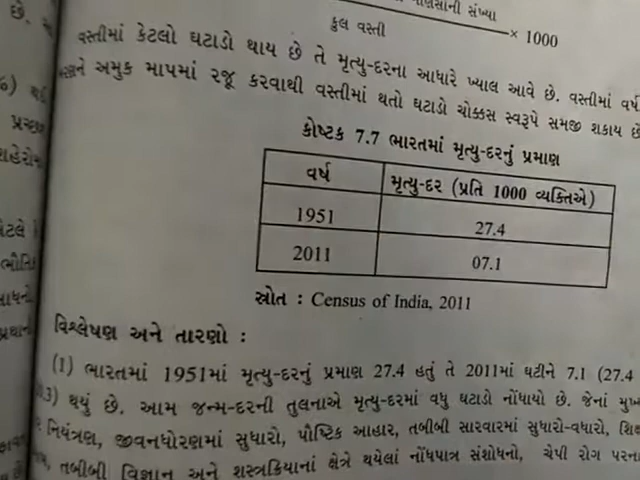 સંખ્યા
કુલ વસ્તી × 1000
વસ્તીમાં કેટલો ઘટાડો થાય છે તે મૃત્યુ-દરના આધારે ખ્યાલ આવે છે. વસ્તીમાં વર્ષ
અમુક માપમાં રજૂ કરવાથી વસ્તીમાં થતો ઘટાડો ચોક્કસ સ્વરૂપે સમજી શકાય છે
કોષ્ટક 7.7 ભારતમાં મૃત્યુ-દરનું પ્રમાણ
વર્ષ મૃત્યુ-દર (પ્રતિ 1000 વ્યક્તિએ)
1951 27.4
2011 07.1
સ્રોત : Census of India, 2011
વિશ્લેષણ અને તારણો :
(1) ભારતમાં 1951માં મૃત્યુ-દરનું પ્રમાણ 27.4 હતું તે 2011માં ઘટીને 7.1 (27.4
થયું છે. આમ જન્મ-દરની તુલનાએ મૃત્યુ-દરમાં વધુ ઘટાડો નોંધાયો છે. જેનાં
નિયંત્રણ, જીવનધોરણમાં સુધારો, પૌષ્ટિક આહાર, તબીબી સારવારમાં સુધારો-વધારો,
તબીબી વિજ્ઞાન અને શસ્ત્રક્રિયાનાં ક્ષેત્રે થયેલાં નોંધપાત્ર સંશોધનો, ચેપી રોગ